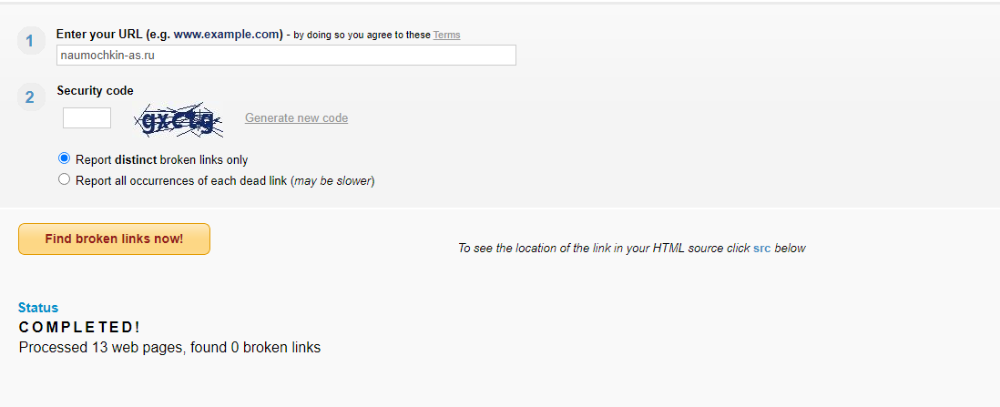 1
Enter your URL (e.g. www.example.com) - by doing so you agree to these Terms
naumochkin-as.ru
2
Security code
gxctg Generate new code
Report distinct broken links only
Report all occurrences of each dead link (may be slower)
Find broken links now!
To see the location of the link in your HTML source click src below
Status
COMPLETED!
Processed 13 web pages, found 0 broken links